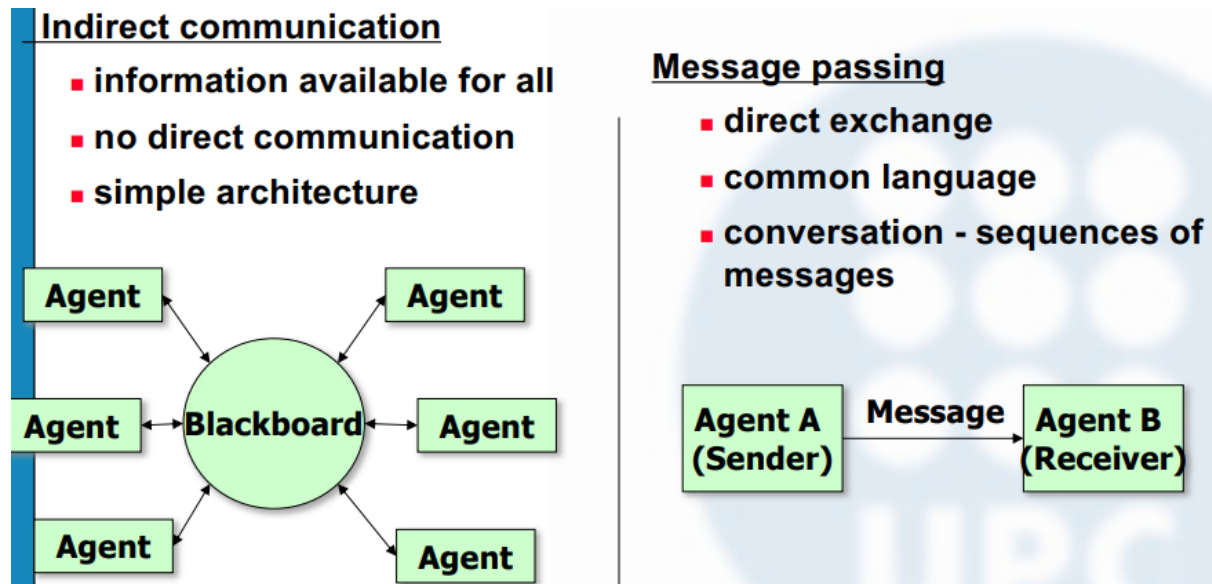 Indirect communication
information available for all
no direct communication
simple architecture
Agent
Agent
Agent
Blackboard
Agent
Agent
Agent
Message passing
direct exchange
common language
conversation - sequences of
messages
Agent A
(Sender)
Message
Agent B
(Receiver)
UPC